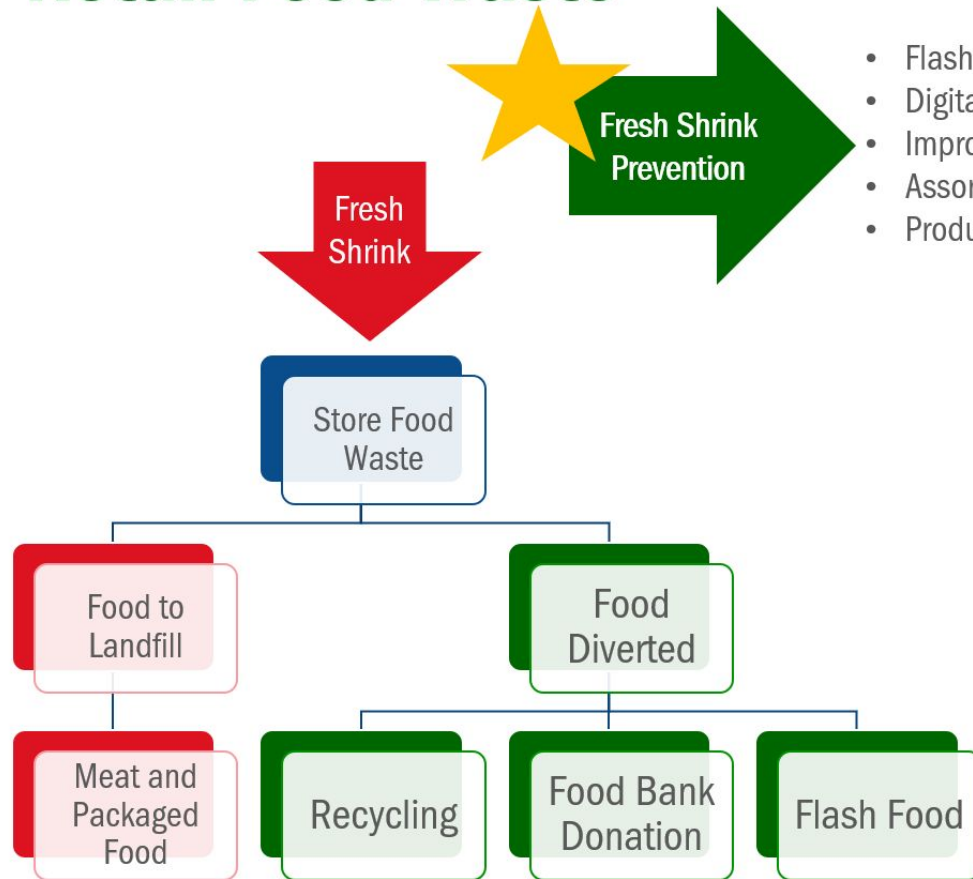 • Flash
• Digita
• Impro
• Assor
• Produ
Fresh Shrink
Prevention
Fresh
Shrink
Store Food
Waste
Food to
Landfill
Food
Diverted
Meat and
Packaged
Food
Recycling
Food Bank
Donation
Flash Food